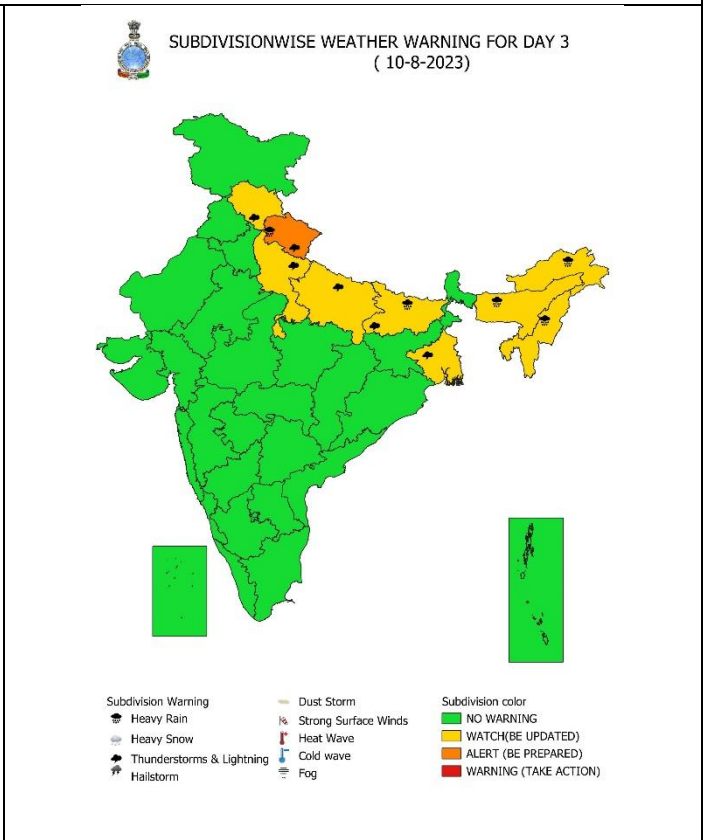 SUBDIVISIONWISE WEATHER WARNING FOR DAY 3
( 10-8-2023)
Subdivision Warning
Heavy Rain
Heavy Snow
Thunderstorms & Lightning
Hailstorm
Dust Storm
Strong Surface Winds
Heat Wave
Cold wave
Fog
Subdivision color
NO WARNING
WATCH(BE UPDATED)
ALERT (BE PREPARED)
WARNING (TAKE ACTION)